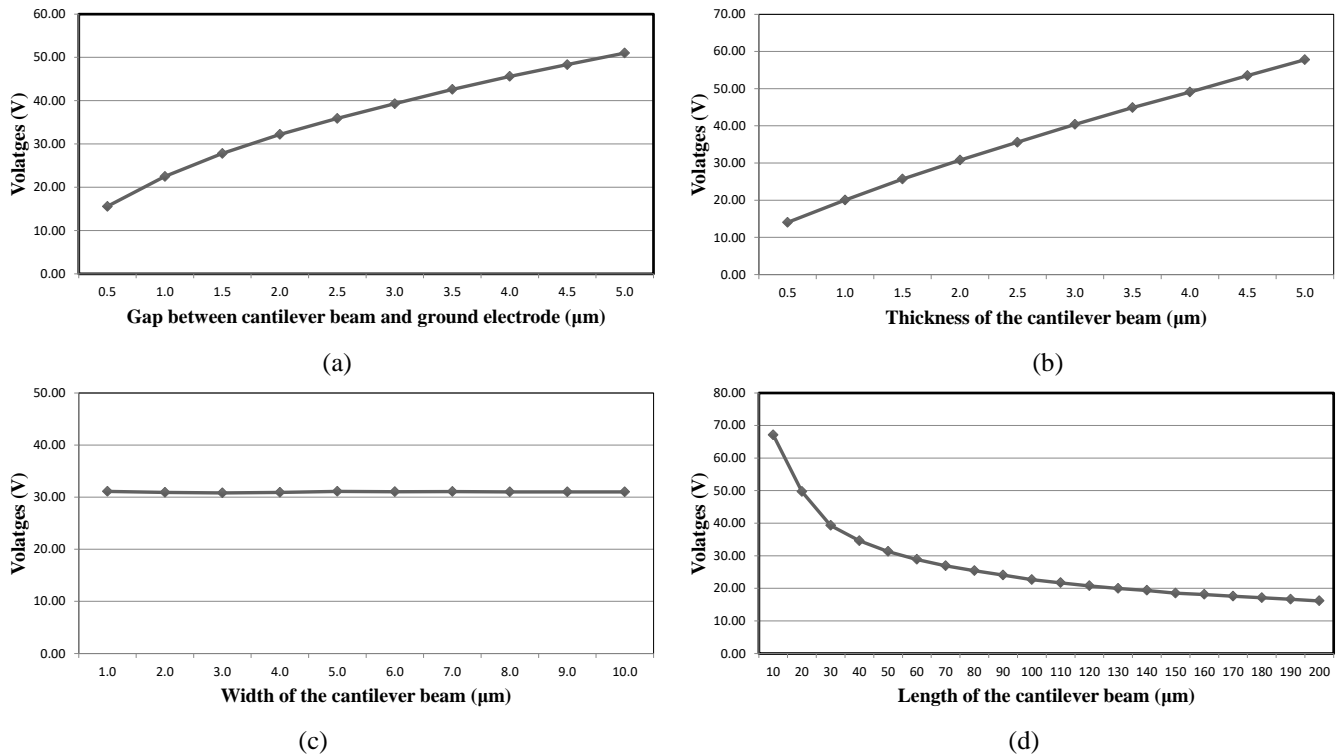 60.00
50.00
40.00
30.00
20.00
10.00
0.00
Volatges (V)
0.5 1.0 1.5 2.0 2.5 3.0 3.5 4.0 4.5 5.0
Gap between cantilever beam and ground electrode (μm)
(a)
70.00
60.00
50.00
40.00
30.00
20.00
10.00
0.00
Volatges (V)
0.5 1.0 1.5 2.0 2.5 3.0 3.5 4.0 4.5 5.0
Thickness of the cantilever beam (μm)
(b)
50.00
40.00
30.00
20.00
10.00
0.00
Volatges (V)
1.0 2.0 3.0 4.0 5.0 6.0 7.0 8.0 9.0 10.0
Width of the cantilever beam (μm)
(c)
80.00
70.00
60.00
50.00
40.00
30.00
20.00
10.00
0.00
Volatges (V)
10 20 30 40 50 60 70 80 90 100 110 120 130 140 150 160 170 180 190 200
Length of the cantilever beam (μm)
(d)